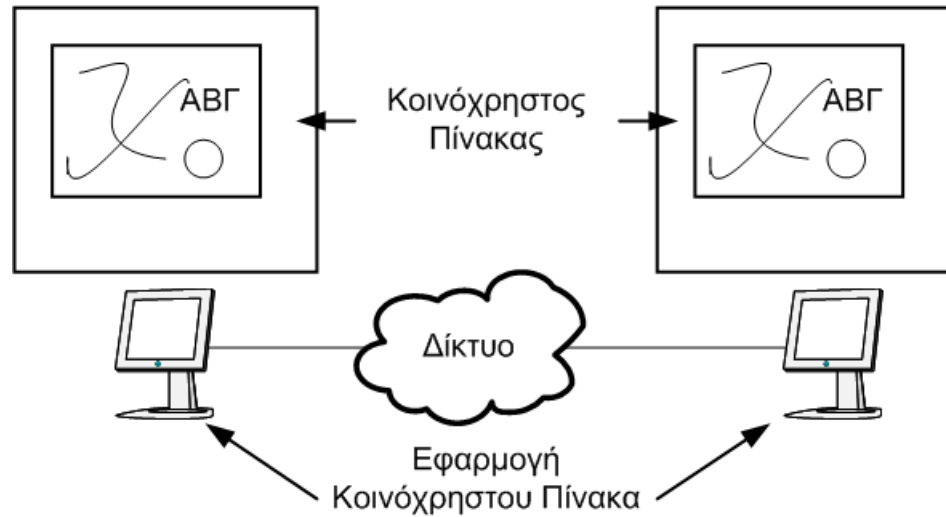 ΑΒΓ
Κοινόχρηστος
Πίνακας
ΑΒΓ
Δίκτυο
Εφαρμογή
Κοινόχρηστου Πίνακα